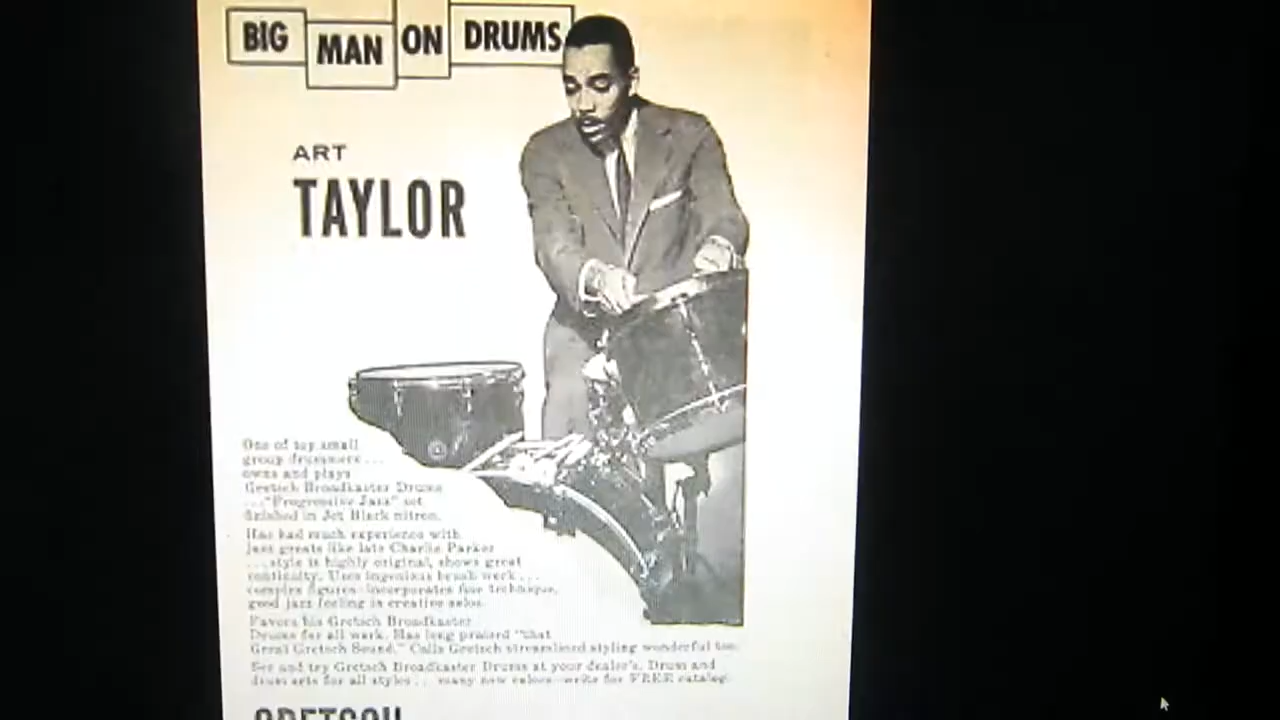 BIG MAN ON DRUMS
ART
TAYLOR
One of top small
group drummers...
owns and plays
Gretsch Broadkaster Drums
..."Progressive Jazz" set
finished in Jet Black nitron.
Has had much experience with
jazz greats like late Charlie Parker
...style is highly original, shows great
continuity. Uses ingenious brush work...
complex figures—incorporates fine technique,
good jazz feeling in creative solos.
Favors his Gretsch Broadkaster
Drums for all work. Has long praised "that
Great Gretsch Sound." Calls Gretsch streamlined styling wonderful too.
See and try Gretsch Broadkaster Drums at your dealer's. Drum and
drum sets for all styles... many new colors—write for FREE catalog.
GRETSCH